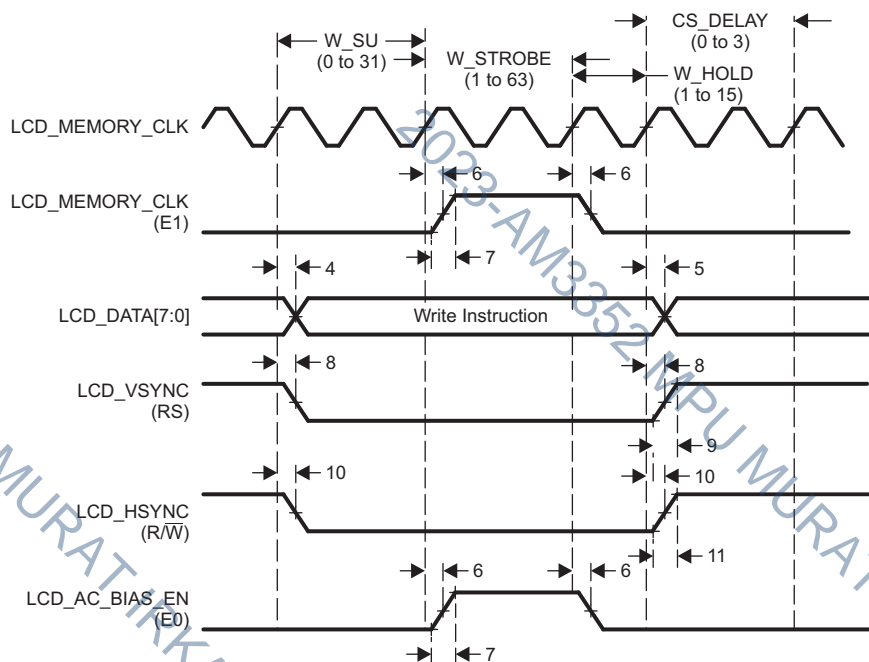 CS_DELAY
(0 to 3)
W_SU
(0 to 31)
W_STROBE
(1 to 63)
W_HOLD
(1 to 15)
LCD_MEMORY_CLK
LCD_MEMORY_CLK
(E1)
6
6
7
4
5
LCD_DATA[7:0]
Write Instruction
8
8
LCD_VSYNC
(RS)
9
10
10
LCD_HSYNC
(R/W̅)
11
6
6
LCD_AC_BIAS_EN
(E0)
7
2023-AM3352 MPU MURAT
MURAT IRK